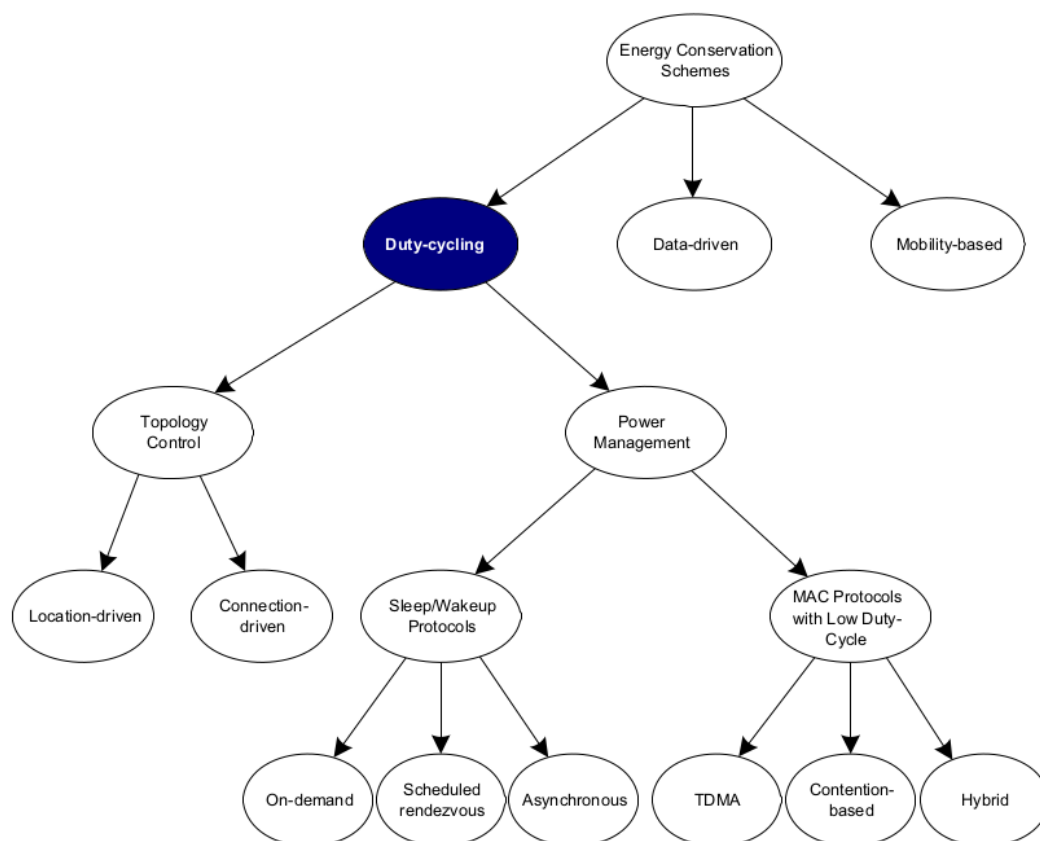 Energy Conservation
Schemes
Duty-cycling
Data-driven
Mobility-based
Topology
Control
Power
Management
Location-driven
Connection-
driven
Sleep/Wakeup
Protocols
MAC Protocols
with Low Duty-
Cycle
On-demand
Scheduled
rendezvous
Asynchronous
TDMA
Contention-
based
Hybrid